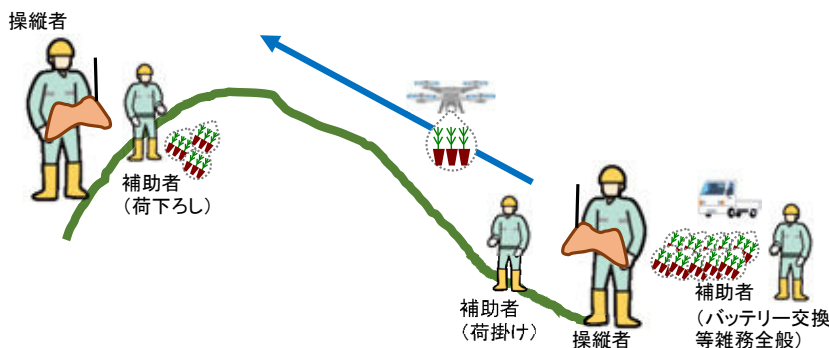 操縦者
補助者
（荷下ろし）
補助者
（荷掛け）
操縦者
補助者
（バッテリー交換
等雑務全般）